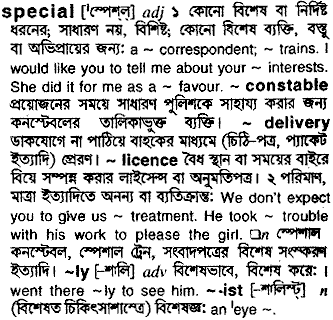 special [ˈস্পেশ্‌ল্] adj ১ কোনো বিশেষ বা নির্দিষ্ট
ধরনের; সাধারণ নয়, বিশিষ্ট; কোনো বিশেষ ব্যক্তি, বস্তু
বা অভিপ্রায়ের জন্য: a ~ correspondent; ~ trains. I
would like you to tell me about your ~ interests.
She did it for me as a ~ favour. ~ constable
প্রয়োজনের সময়ে সাধারণ পুলিশকে সাহায্য করার জন্য
কনস্টেবলের তালিকাভুক্ত ব্যক্তি। ~ delivery
ডাকযোগে না পাঠিয়ে বাহকের মাধ্যমে (চিঠি-পত্র, প্যাকেট
ইত্যাদি) প্রেরণ। ~ licence বৈধ স্থান বা সময়ের বাইরে
বিয়ে সম্পন্ন করার লাইসেন্স বা অনুমতিপত্র। ২ পরিমাণ,
মাত্রা ইত্যাদিতে অনন্য বা ব্যতিক্রান্ত: We don't expect
you to give us ~ treatment. He took ~ trouble
with his work to please the girl. □n স্পেশাল
কনস্টেবল, স্পেশাল ট্রেন, সংবাদপত্রের বিশেষ সংস্করণ
ইত্যাদি। ~ly [–শালি] adv বিশেষভাবে, বিশেষ করে: I
went there ~ly to see him. ~·ist [–শালিস্ট্] n
(বিশেষত চিকিৎসাশাস্ত্রে) বিশেষজ্ঞ: an ˈeye ~.